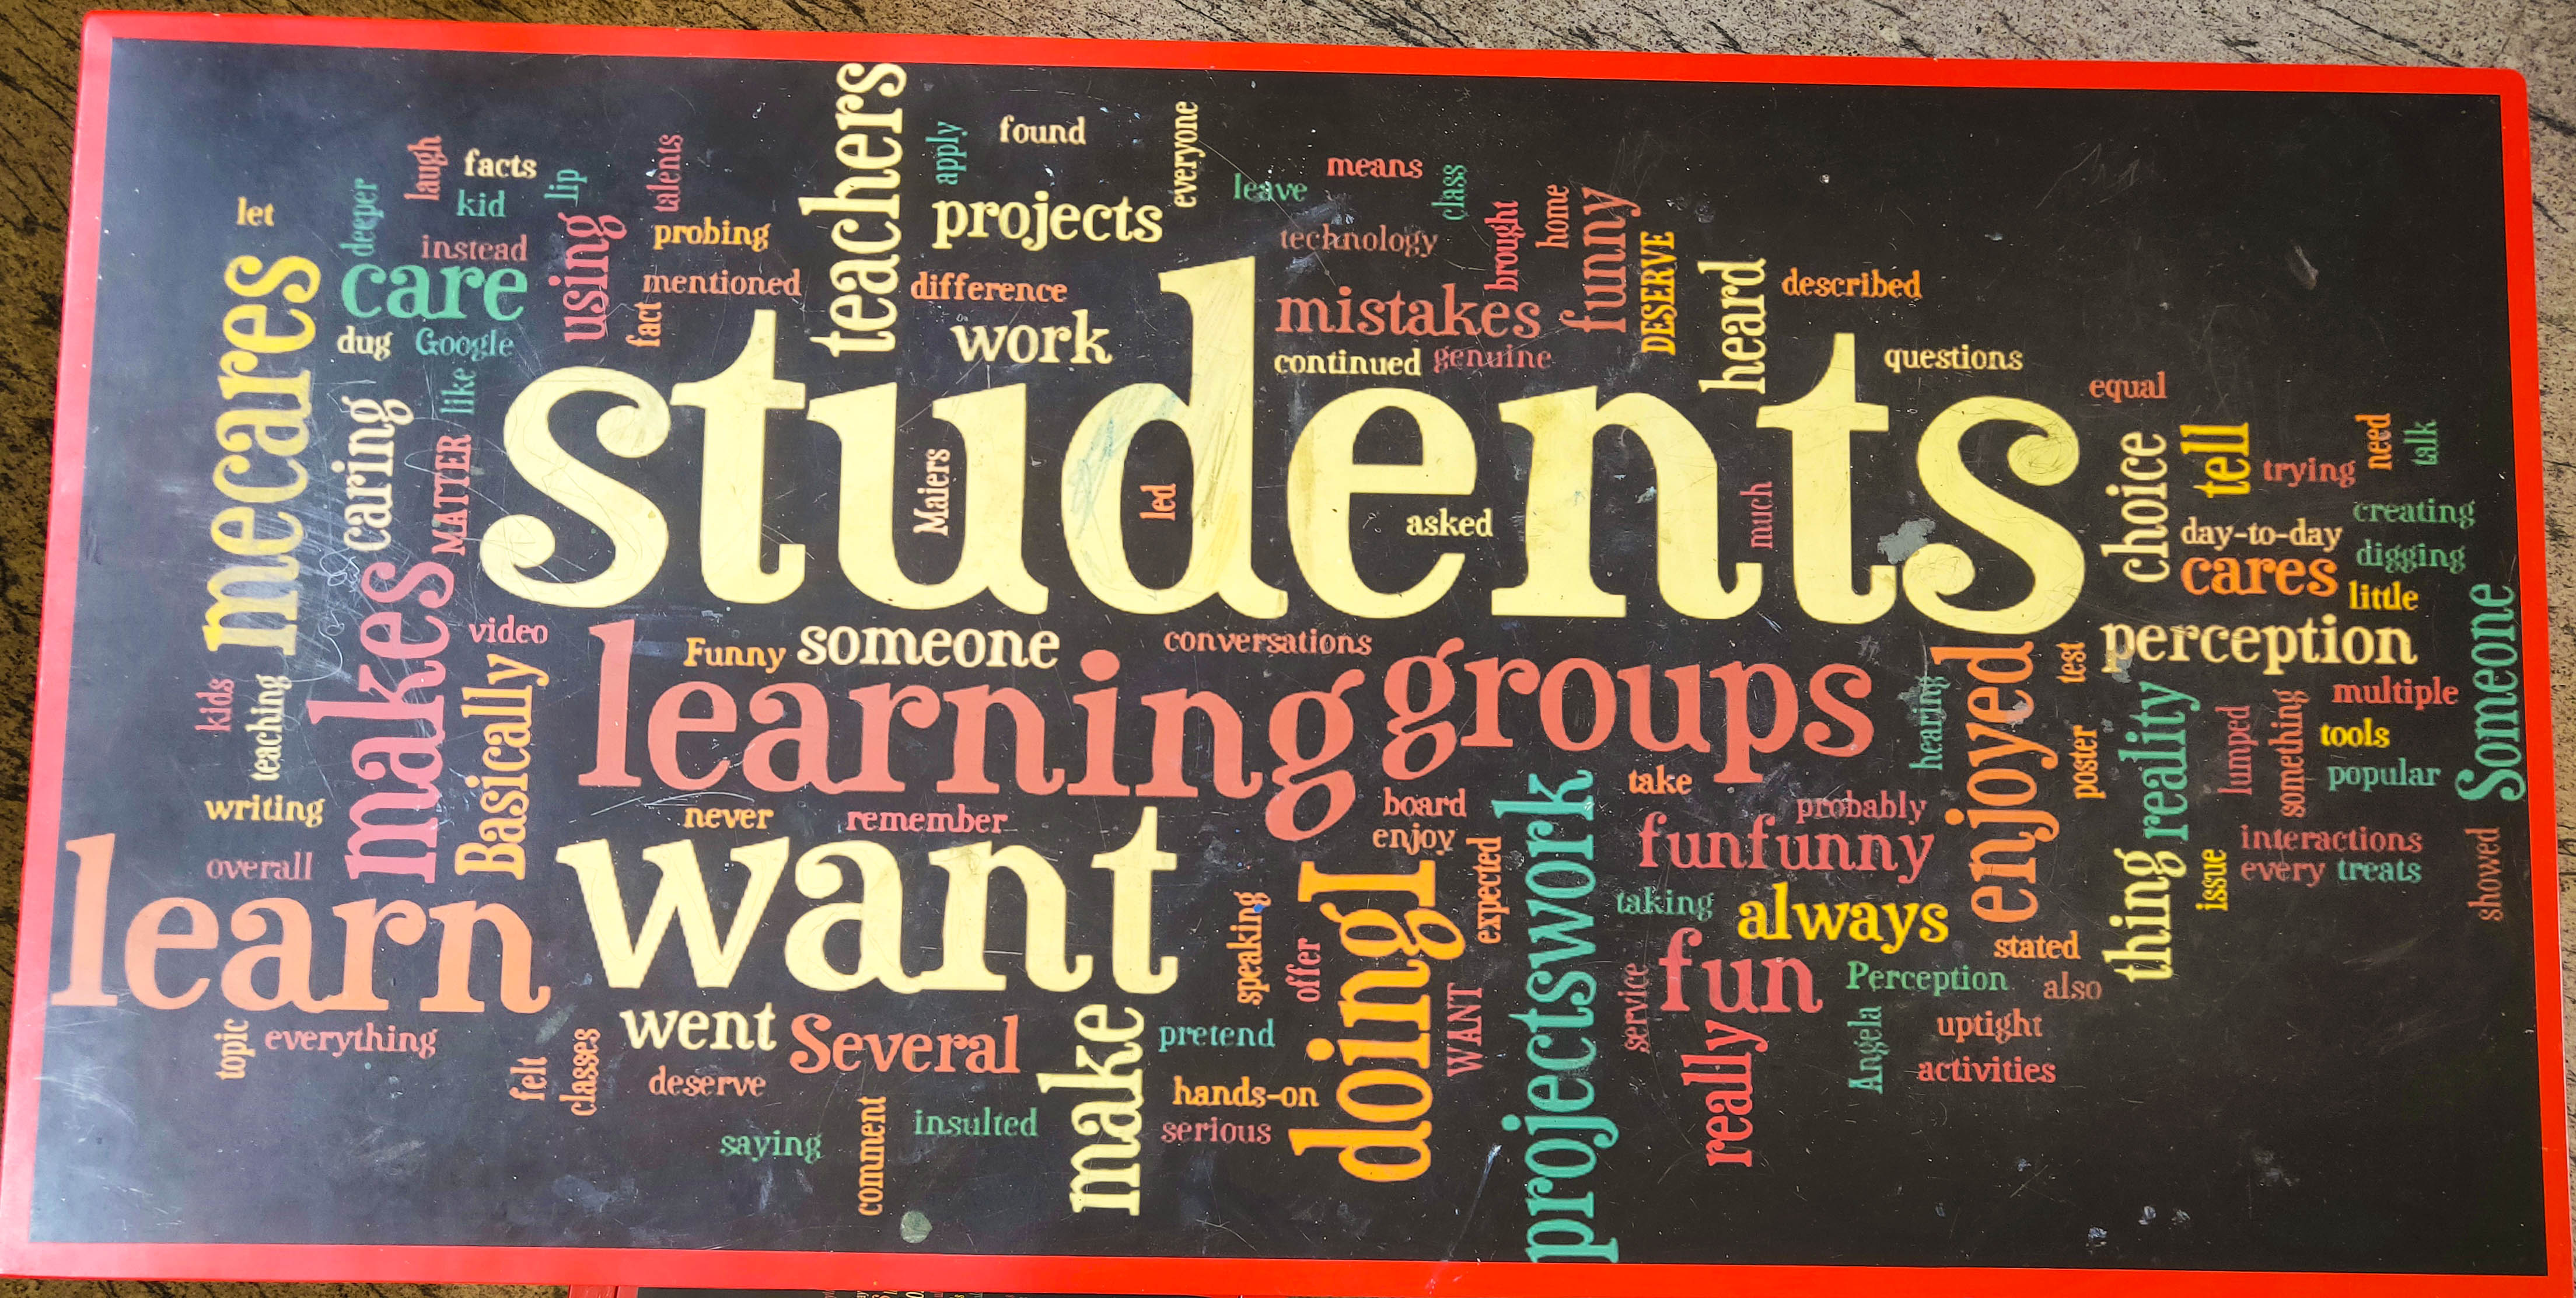 let
deeper
laugh
facts
kid
lip
talents
instead
care
using
probing
mentioned
fact
dug
Google
like
mecares
caring
MATTER
teachers
apply
found
everyone
projects
difference
work
leave
means
class
technology
brought
home
funny
DESERVE
mistakes
continued
genuine
heard
described
questions
equal
students
Maiers
led
asked
much
choice
tell
trying
need
talk
creating
day-to-day
digging
cares
little
perception
Someone
makes
video
Basically
kids
teaching
writing
overall
learn
Funny
someone
conversations
learning
groups
hearing
enjoyed
test
poster
reality
lumped
something
multiple
tools
popular
interactions
every
treats
showed
thing
issue
never
remember
want
board
enjoy
expected
take
probably
funfunny
taking
always
stated
projectswork
doingI
speaking
offer
WANT
service
fun
Perception
also
really
Angela
uptight
activities
topic
everything
felt
classes
went
Several
deserve
make
pretend
hands-on
serious
saying
comment
insulted